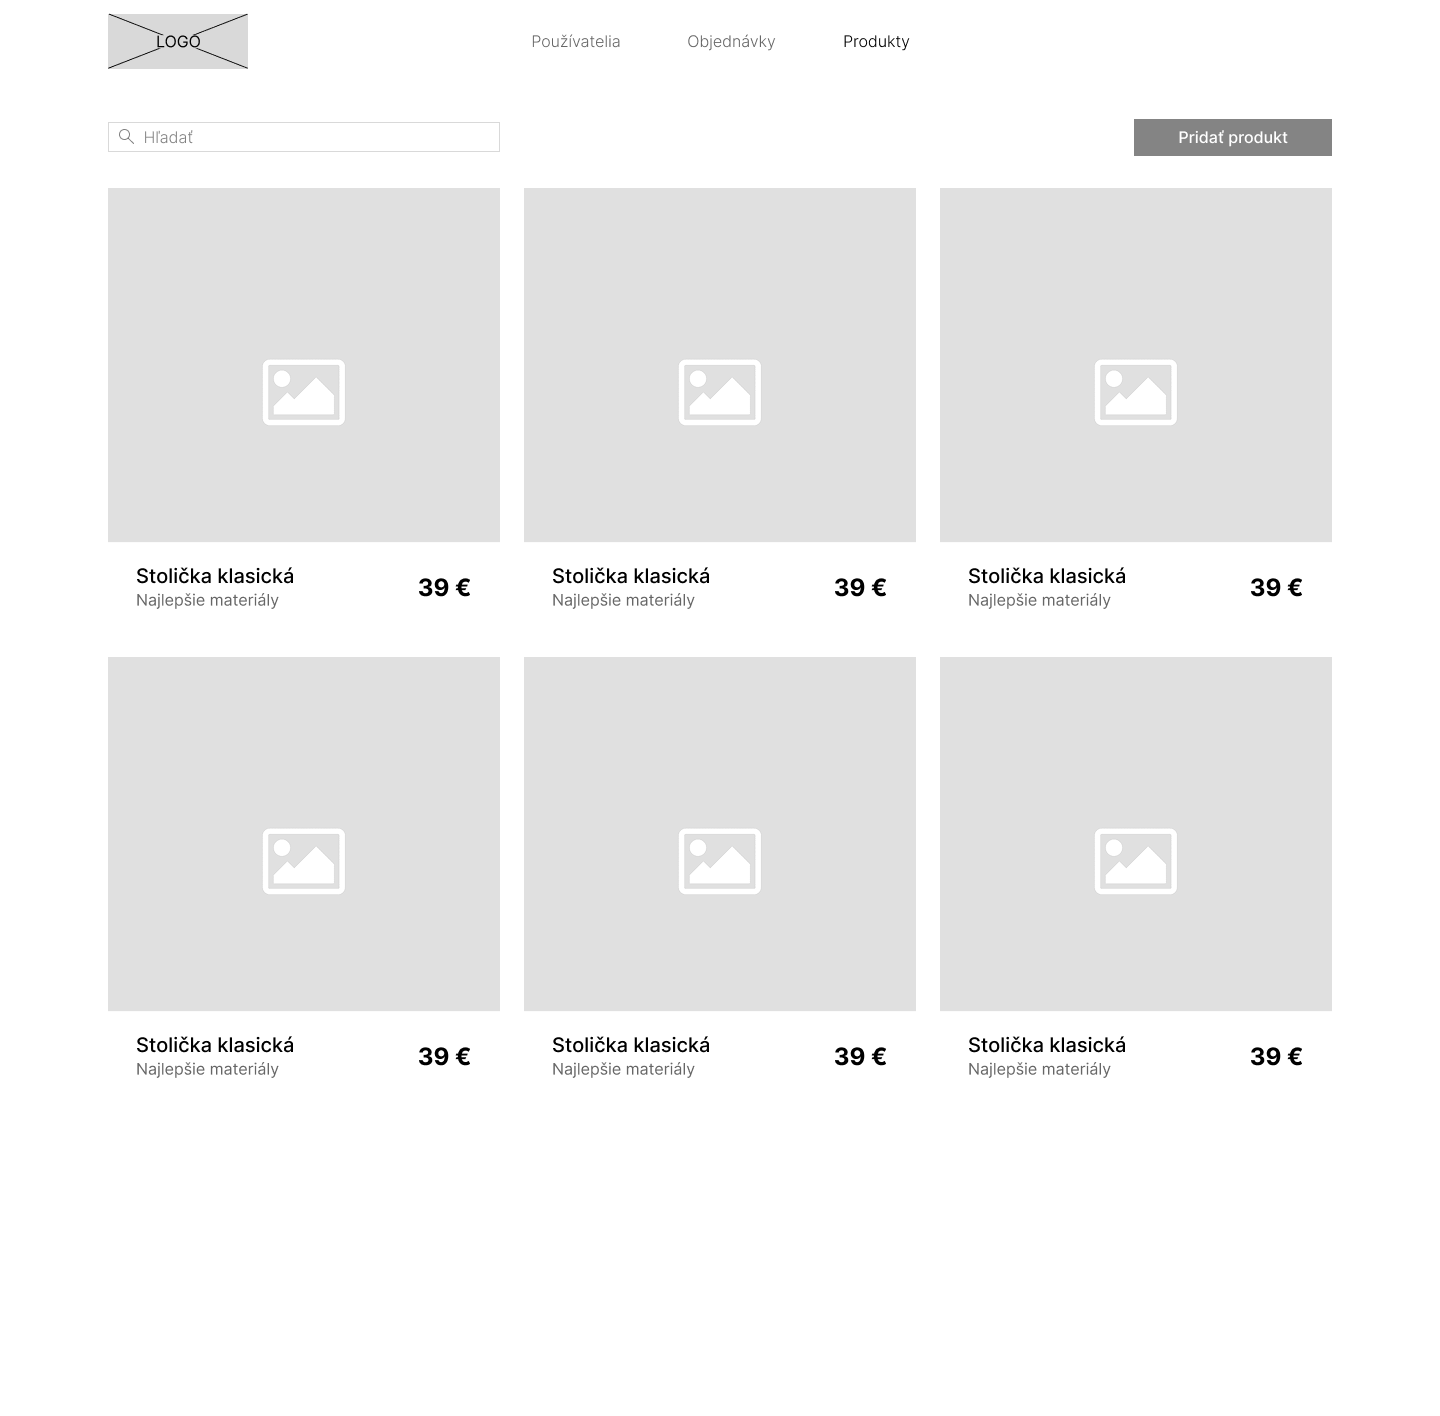 LOGO
Používatelia
Objednávky
Produkty
Hľadať
Pridať produkt
Stolička klasická
Najlepšie materiály
39 €
Stolička klasická
Najlepšie materiály
39 €
Stolička klasická
Najlepšie materiály
39 €
Stolička klasická
Najlepšie materiály
39 €
Stolička klasická
Najlepšie materiály
39 €
Stolička klasická
Najlepšie materiály
39 €